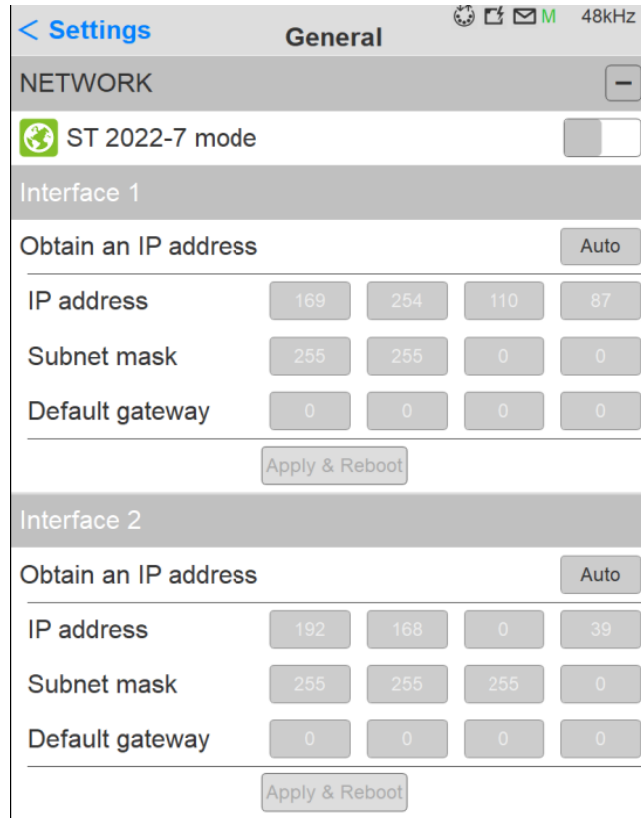 < Settings
General
M 48kHz
NETWORK
ST 2022-7 mode
Interface 1
Obtain an IP address Auto
IP address 169 254 110 87
Subnet mask 255 255 0 0
Default gateway 0 0 0 0
Apply & Reboot
Interface 2
Obtain an IP address Auto
IP address 192 168 0 39
Subnet mask 255 255 255 0
Default gateway 0 0 0 0
Apply & Reboot